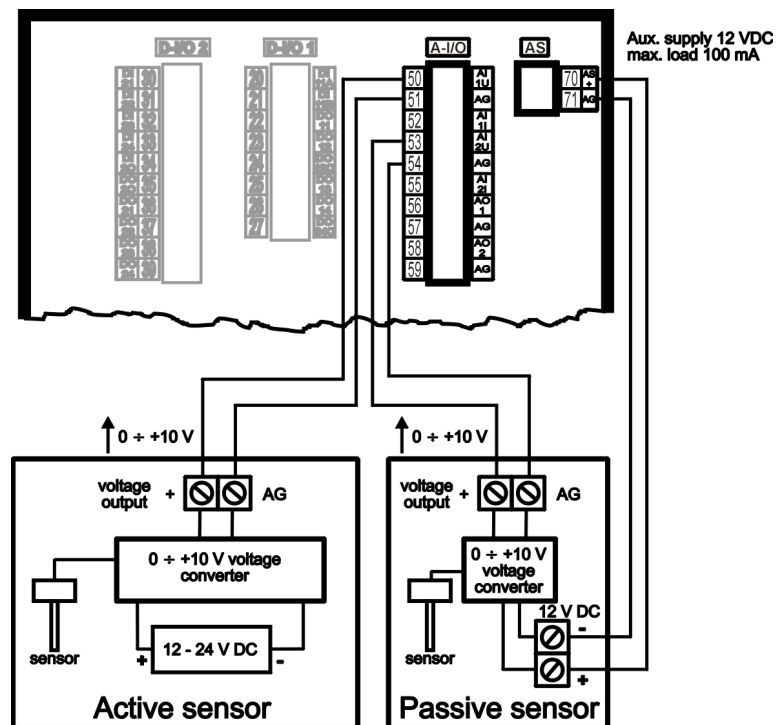 D-I/O 2
D-I/O 1
A-I/O
AS
Aux. supply 12 VDC
max. load 100 mA
30
31
32
33
34
35
36
37
38
39
20
21
22
23
24
25
26
27
50 AI 1U
51 AG
52 AI 1I
53 AI 2U
54 AG
55 AI 2I
56 AO 1
57 AG
58 AO 2
59 AG
70 AS +
71 AG
0 ÷ +10 V
voltage output + AG
0 ÷ +10 V voltage
converter
sensor
+ 12 - 24 V DC -
Active sensor
0 ÷ +10 V
voltage output + AG
0 ÷ +10 V
voltage
converter
sensor
12 V DC
-
+
Passive sensor